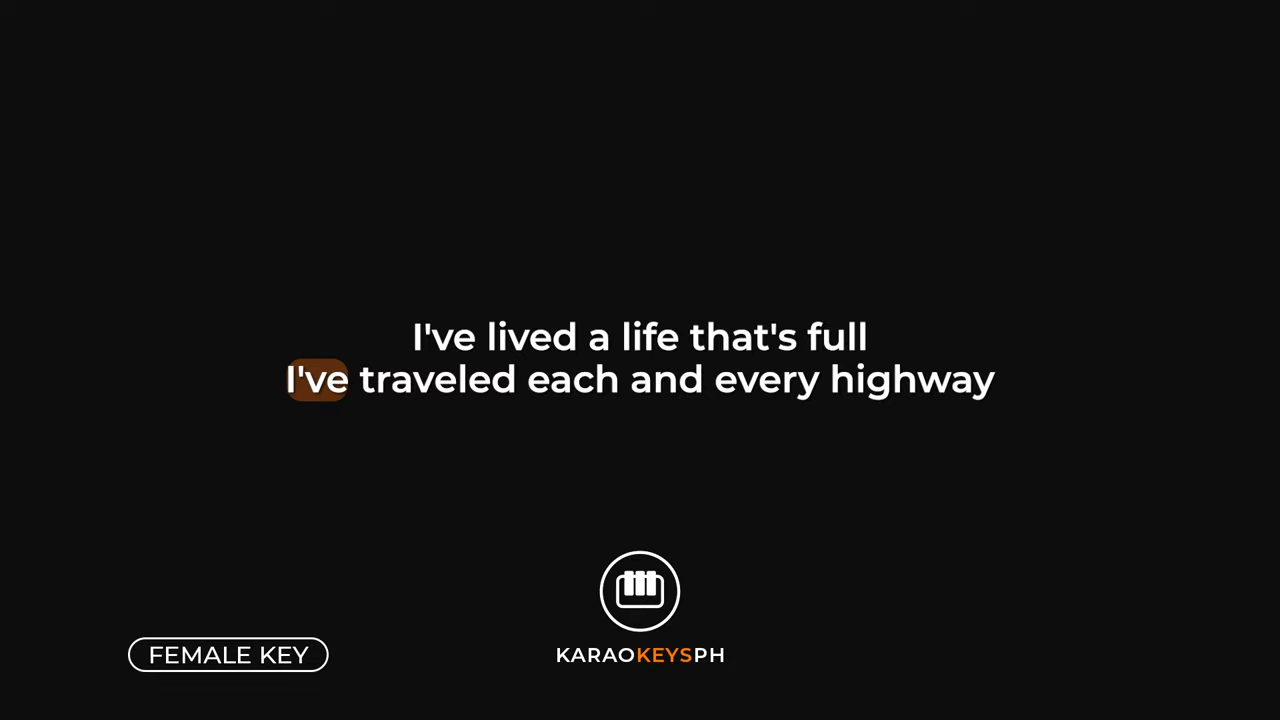 I've lived a life that's full
I've traveled each and every highway
FEMALE KEY
KARAOKEYSPH